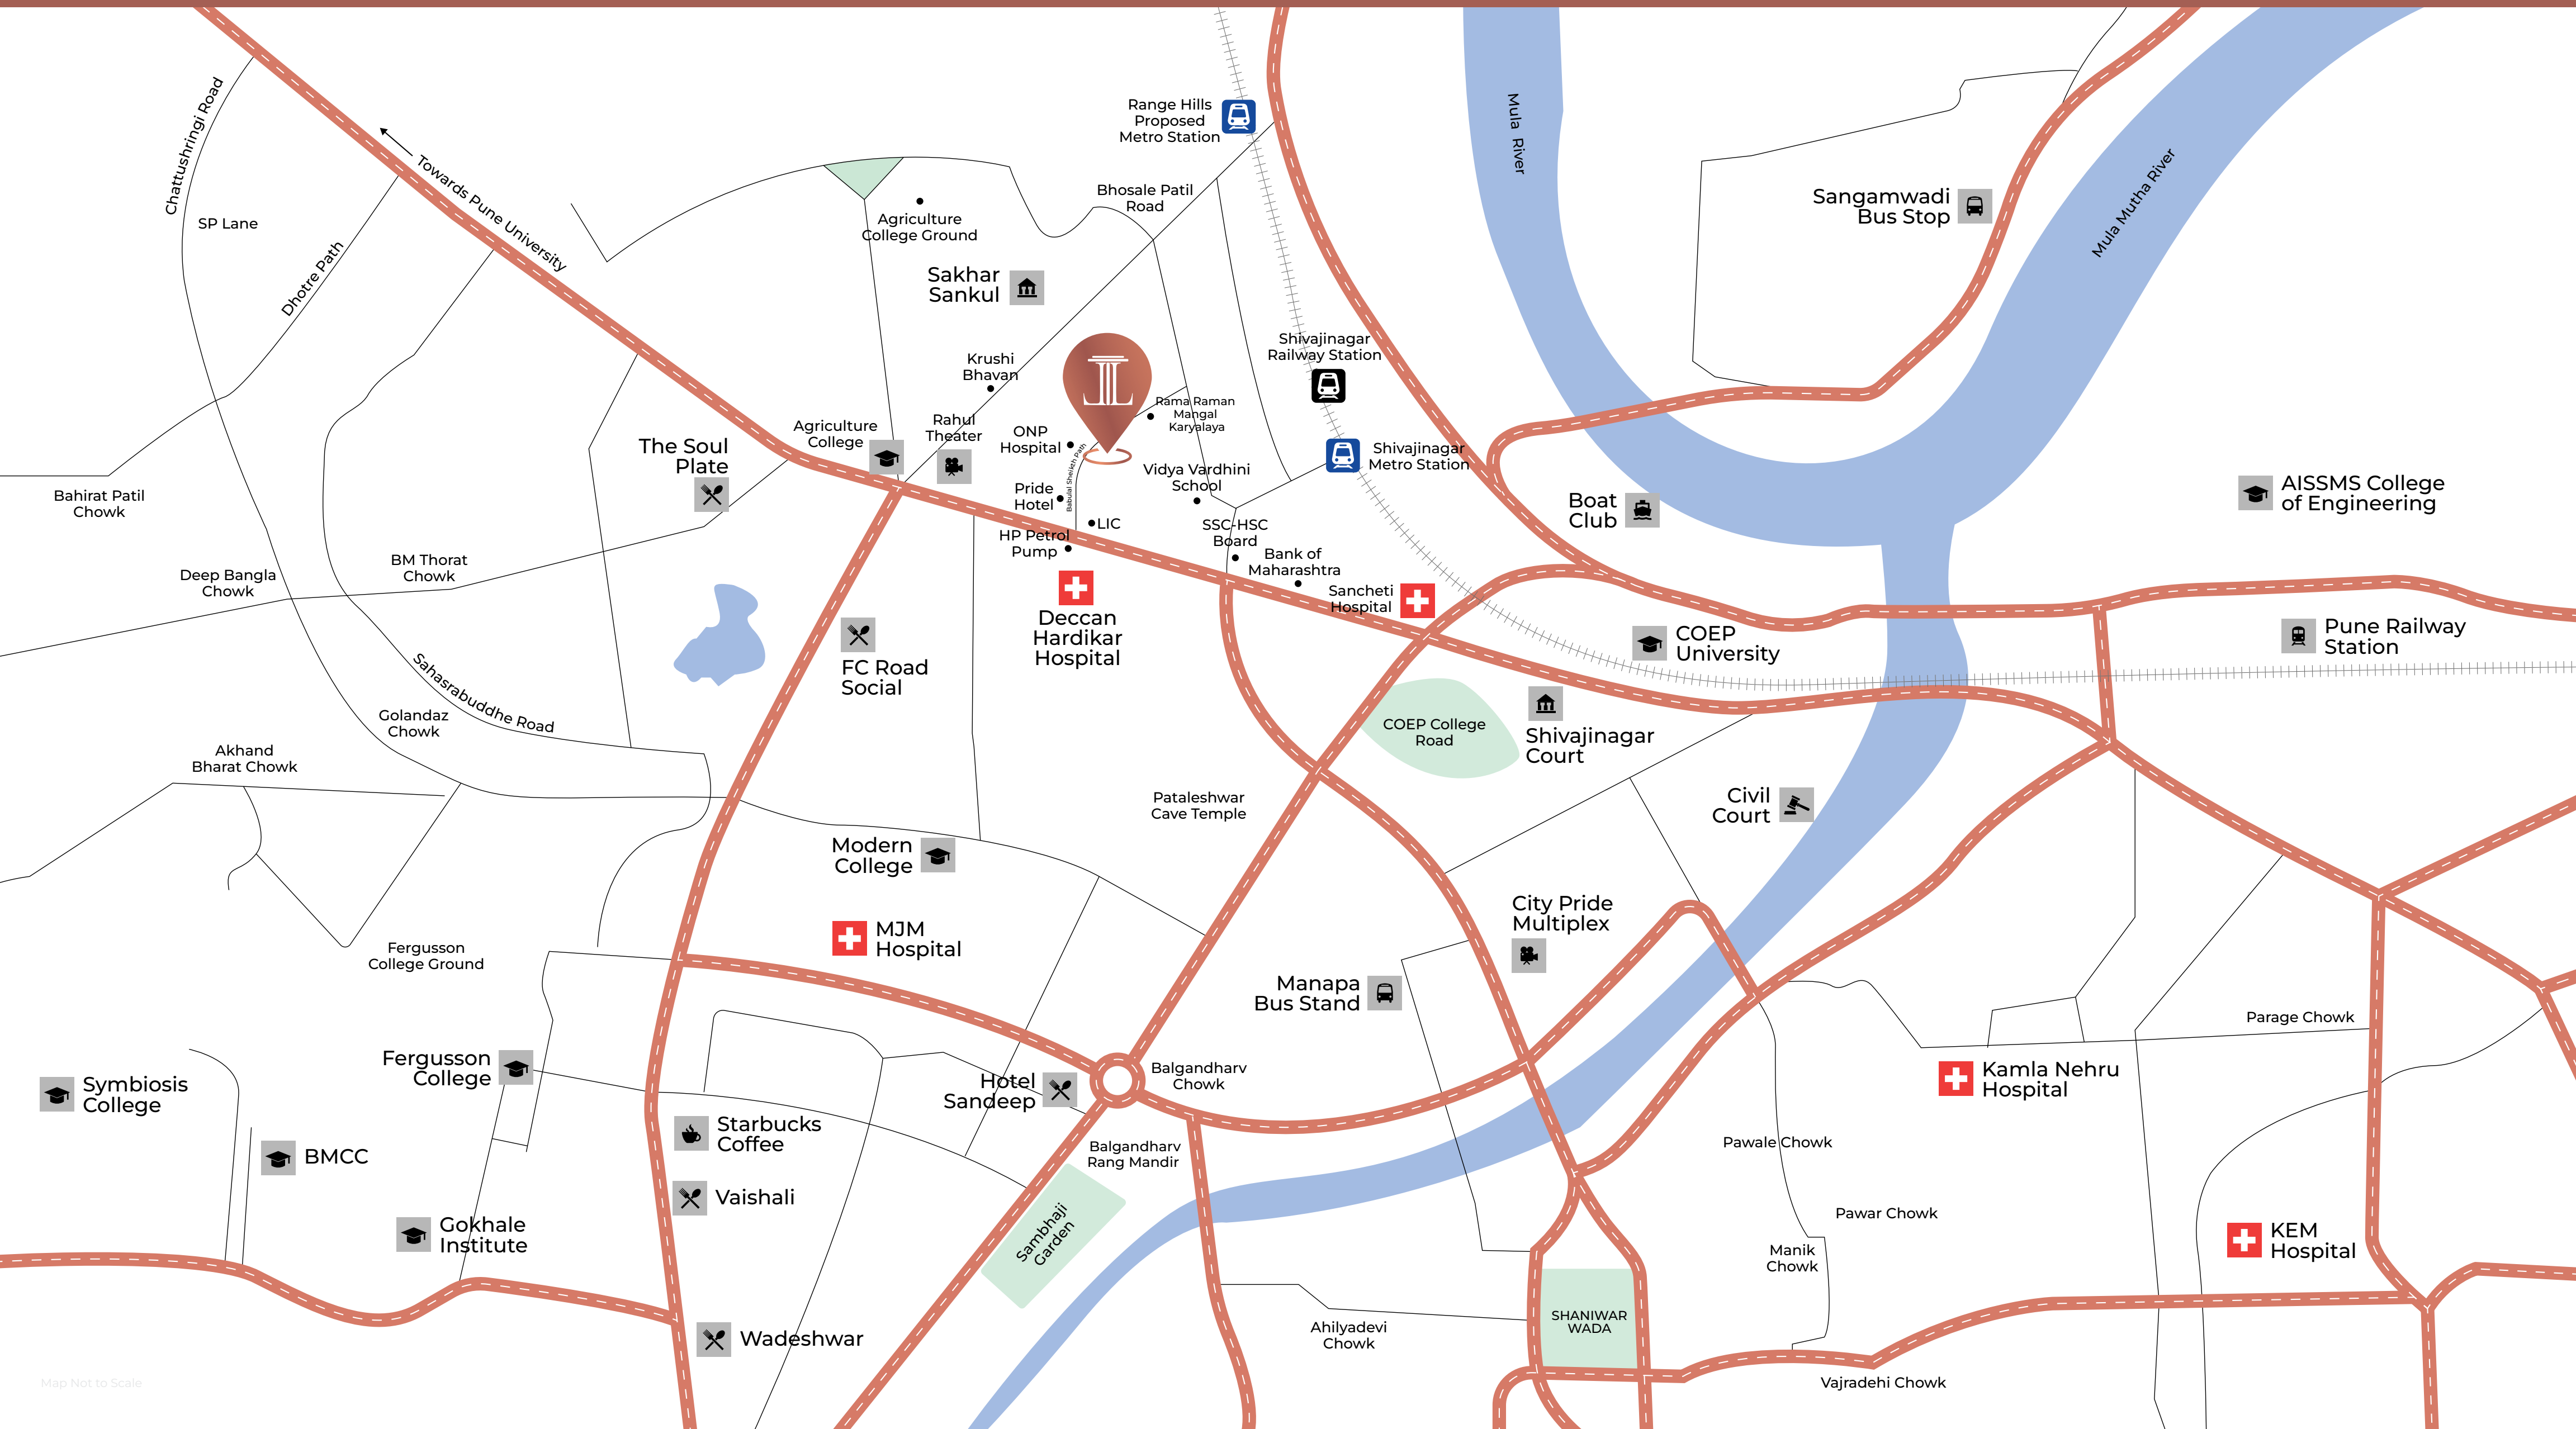 Chattushringi Road
SP Lane
Dhotre Path
Towards Pune University
Agriculture
College Ground
Sakhar
Sankul
Range Hills
Proposed
Metro Station
Bhosale Patil
Road
Mula River
Mula Mutha River
Sangamwadi
Bus Stop
Shivajinagar
Railway Station
Krushi
Bhavan
Rama Raman
Mangal
Karyalaya
Agriculture
College
Rahul
Theater
ONP
Hospital
Babulal Sheikh Path
Shivajinagar
Metro Station
The Soul
Plate
Vidya Vardhini
School
Pride
Hotel
LIC
HP Petrol
Pump
SSC-HSC
Board
Bank of
Maharashtra
Sancheti
Hospital
Boat
Club
AISSMS College
of Engineering
Bahirat Patil
Chowk
BM Thorat
Chowk
Deep Bangla
Chowk
Deccan
Hardikar
Hospital
FC Road
Social
COEP
University
Pune Railway
Station
Sahasrabuddhe Road
Golandaz
Chowk
Akhand
Bharat Chowk
COEP College
Road
Shivajinagar
Court
Pataleshwar
Cave Temple
Civil
Court
Modern
College
MJM
Hospital
City Pride
Multiplex
Fergusson
College Ground
Manapa
Bus Stand
Parage Chowk
Fergusson
College
Hotel
Sandeep
Balgandharv
Chowk
Kamla Nehru
Hospital
Symbiosis
College
Starbucks
Coffee
BMCC
Balgandharv
Rang Mandir
Pawale Chowk
Vaishali
Pawar Chowk
Gokhale
Institute
Sambhaji
Garden
Manik
Chowk
KEM
Hospital
SHANIWAR
WADA
Ahilyadevi
Chowk
Wadeshwar
Vajradehi Chowk
Map Not to Scale